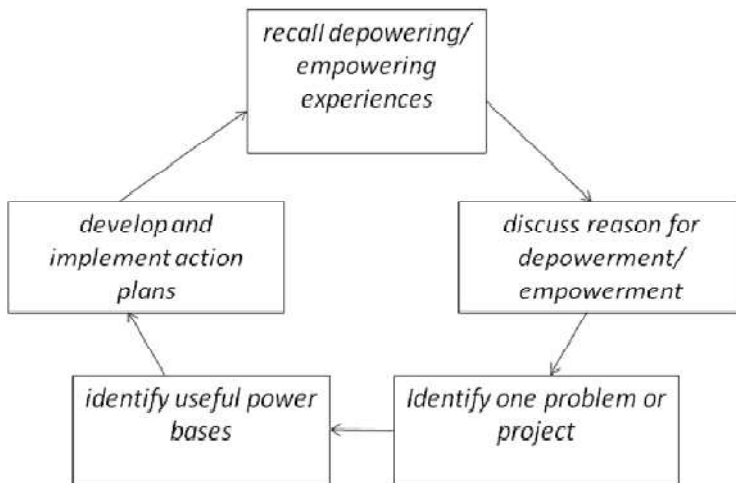 recall depowering/
empowering
experiences
discuss reason for
depowerment/
empowerment
Identify one problem or
project
identify useful power
bases
develop and
implement action
plans